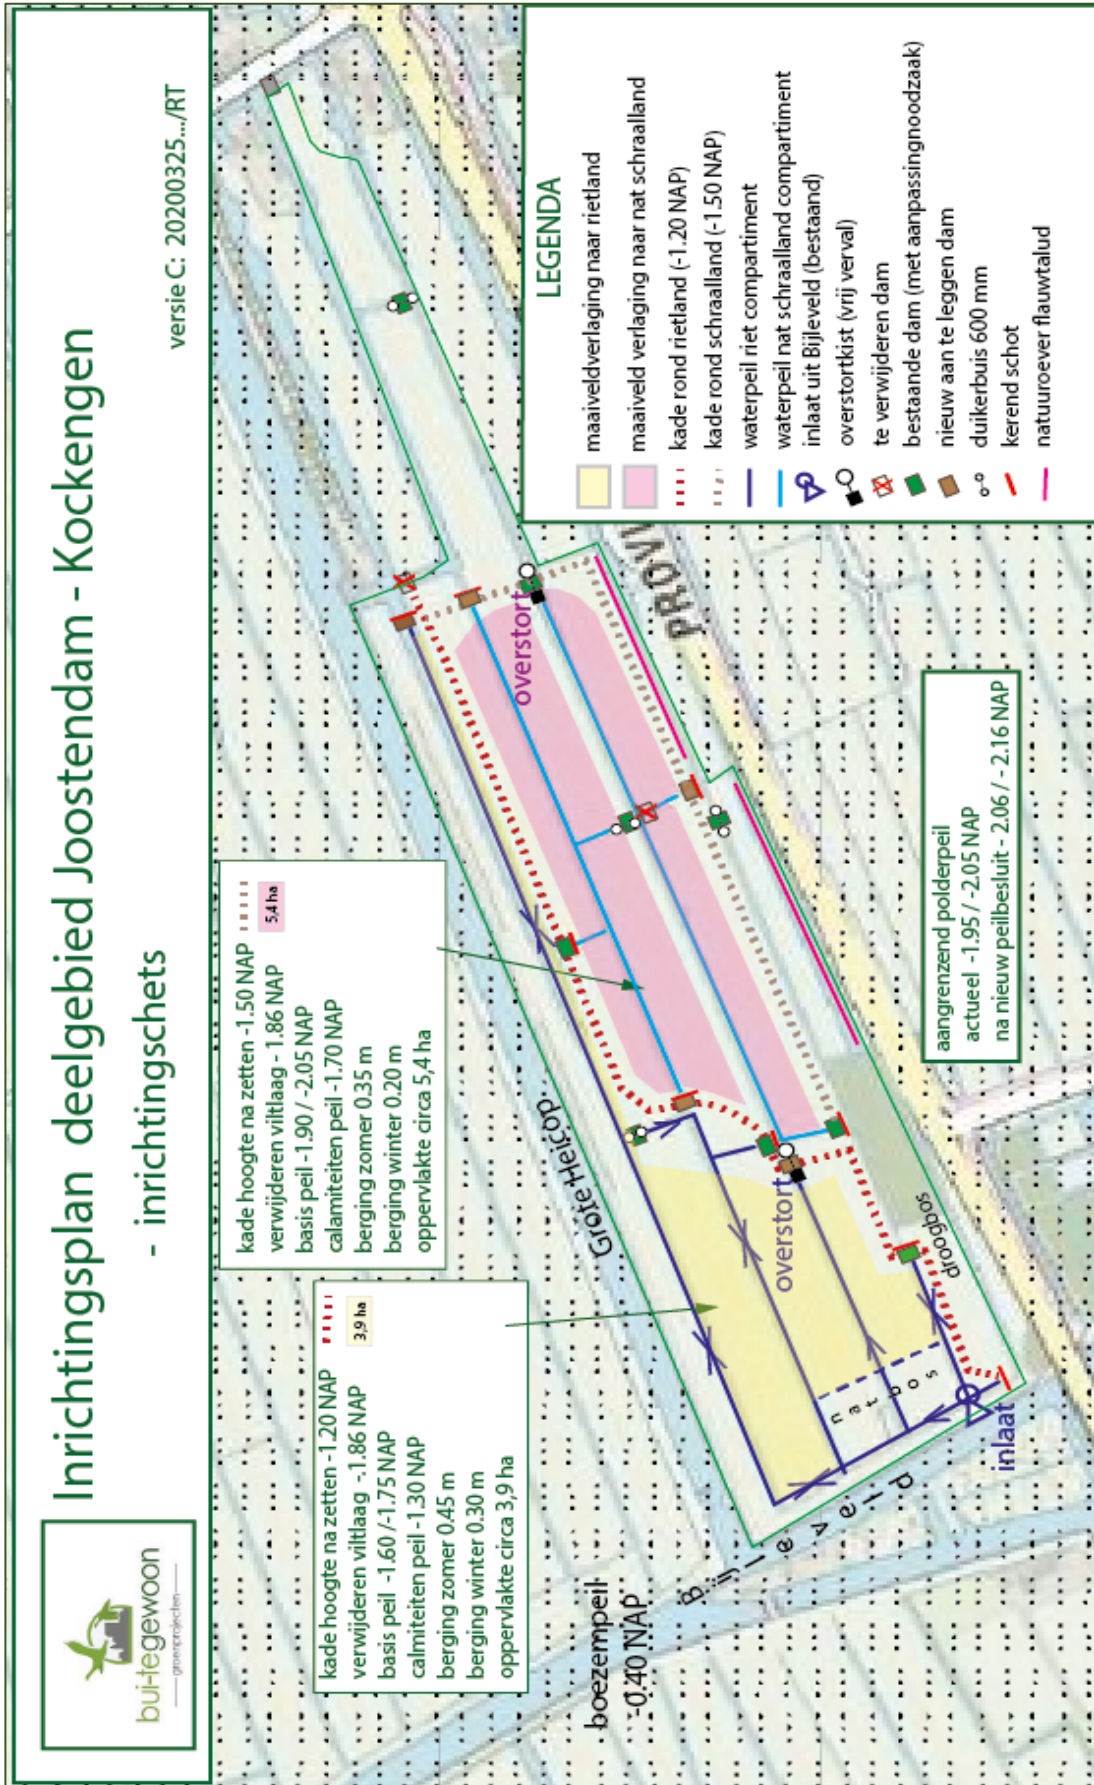 Inrichtingsplan deelgebied Joostendam - Kockengen
- inrichtingschets
versie C: 20200325.../RT
bui-tegewoon
groenprojecten
kade hoogte na zetten -1.20 NAP
verwijderen viltlaag -1.86 NAP
basis peil -1.60 /-1.75 NAP
calmiteiten peil -1.30 NAP
berging zomer 0.45 m
berging winter 0.30 m
oppervlakte circa 3,9 ha
3,9 ha
kade hoogte na zetten -1.50 NAP
verwijderen viltlaag - 1.86 NAP
basis peil -1.90 / -2.05 NAP
calamiteiten peil -1.70 NAP
berging zomer 0.35 m
berging winter 0.20 m
oppervlakte circa 5,4 ha
5,4 ha
boezempeil
-0,40 NAP
Bijleveld
Grote Heicop
inlaat
nat bos
droogbos
overstort
overstort
PROVI
aangrenzend polderpeil
actueel -1.95 / -2.05 NAP
na nieuw peilbesluit - 2.06 / - 2.16 NAP
LEGENDA
maaiveldverlaging naar rietland
maaiveld verlaging naar nat schraalland
kade rond rietland (-1.20 NAP)
kade rond schraalland (-1.50 NAP)
waterpeil riet compartiment
waterpeil nat schraalland compartiment
inlaat uit Bijleveld (bestaand)
overstortkist (vrij verval)
te verwijderen dam
bestaande dam (met aanpassingnoodzaak)
nieuw aan te leggen dam
duikerbuis 600 mm
kerend schot
natuuroever flauwtalud